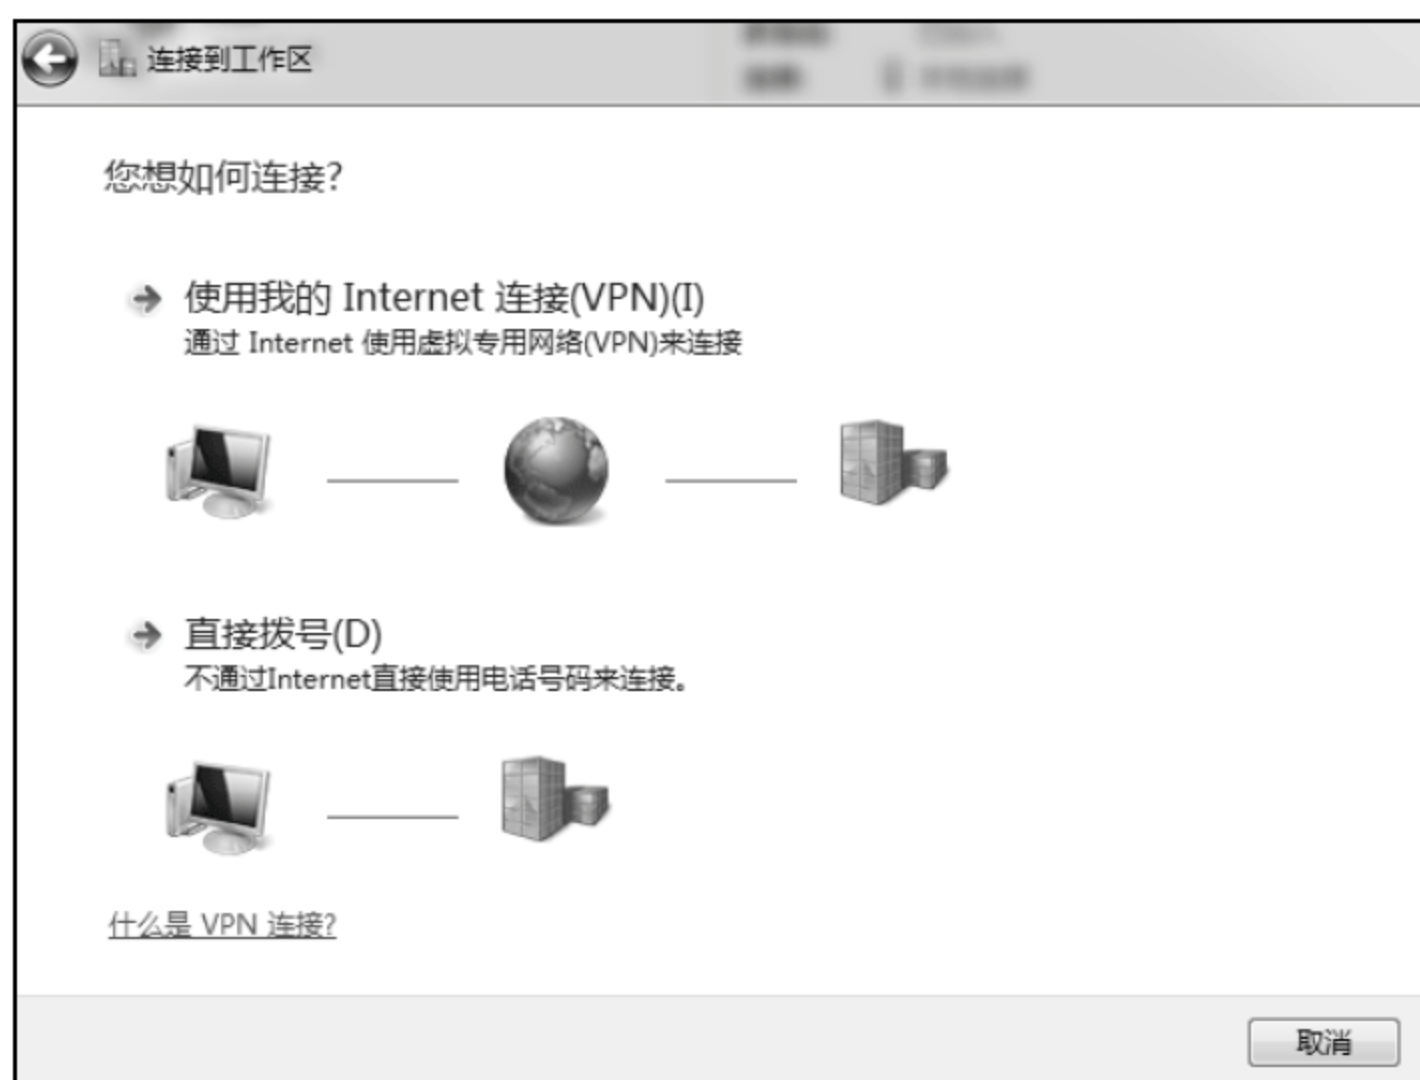 连接到工作区
您想如何连接?
使用我的 Internet 连接(VPN)(I)
通过 Internet 使用虚拟专用网络(VPN)来连接
直接拨号(D)
不通过Internet直接使用电话号码来连接。
什么是 VPN 连接?
取消